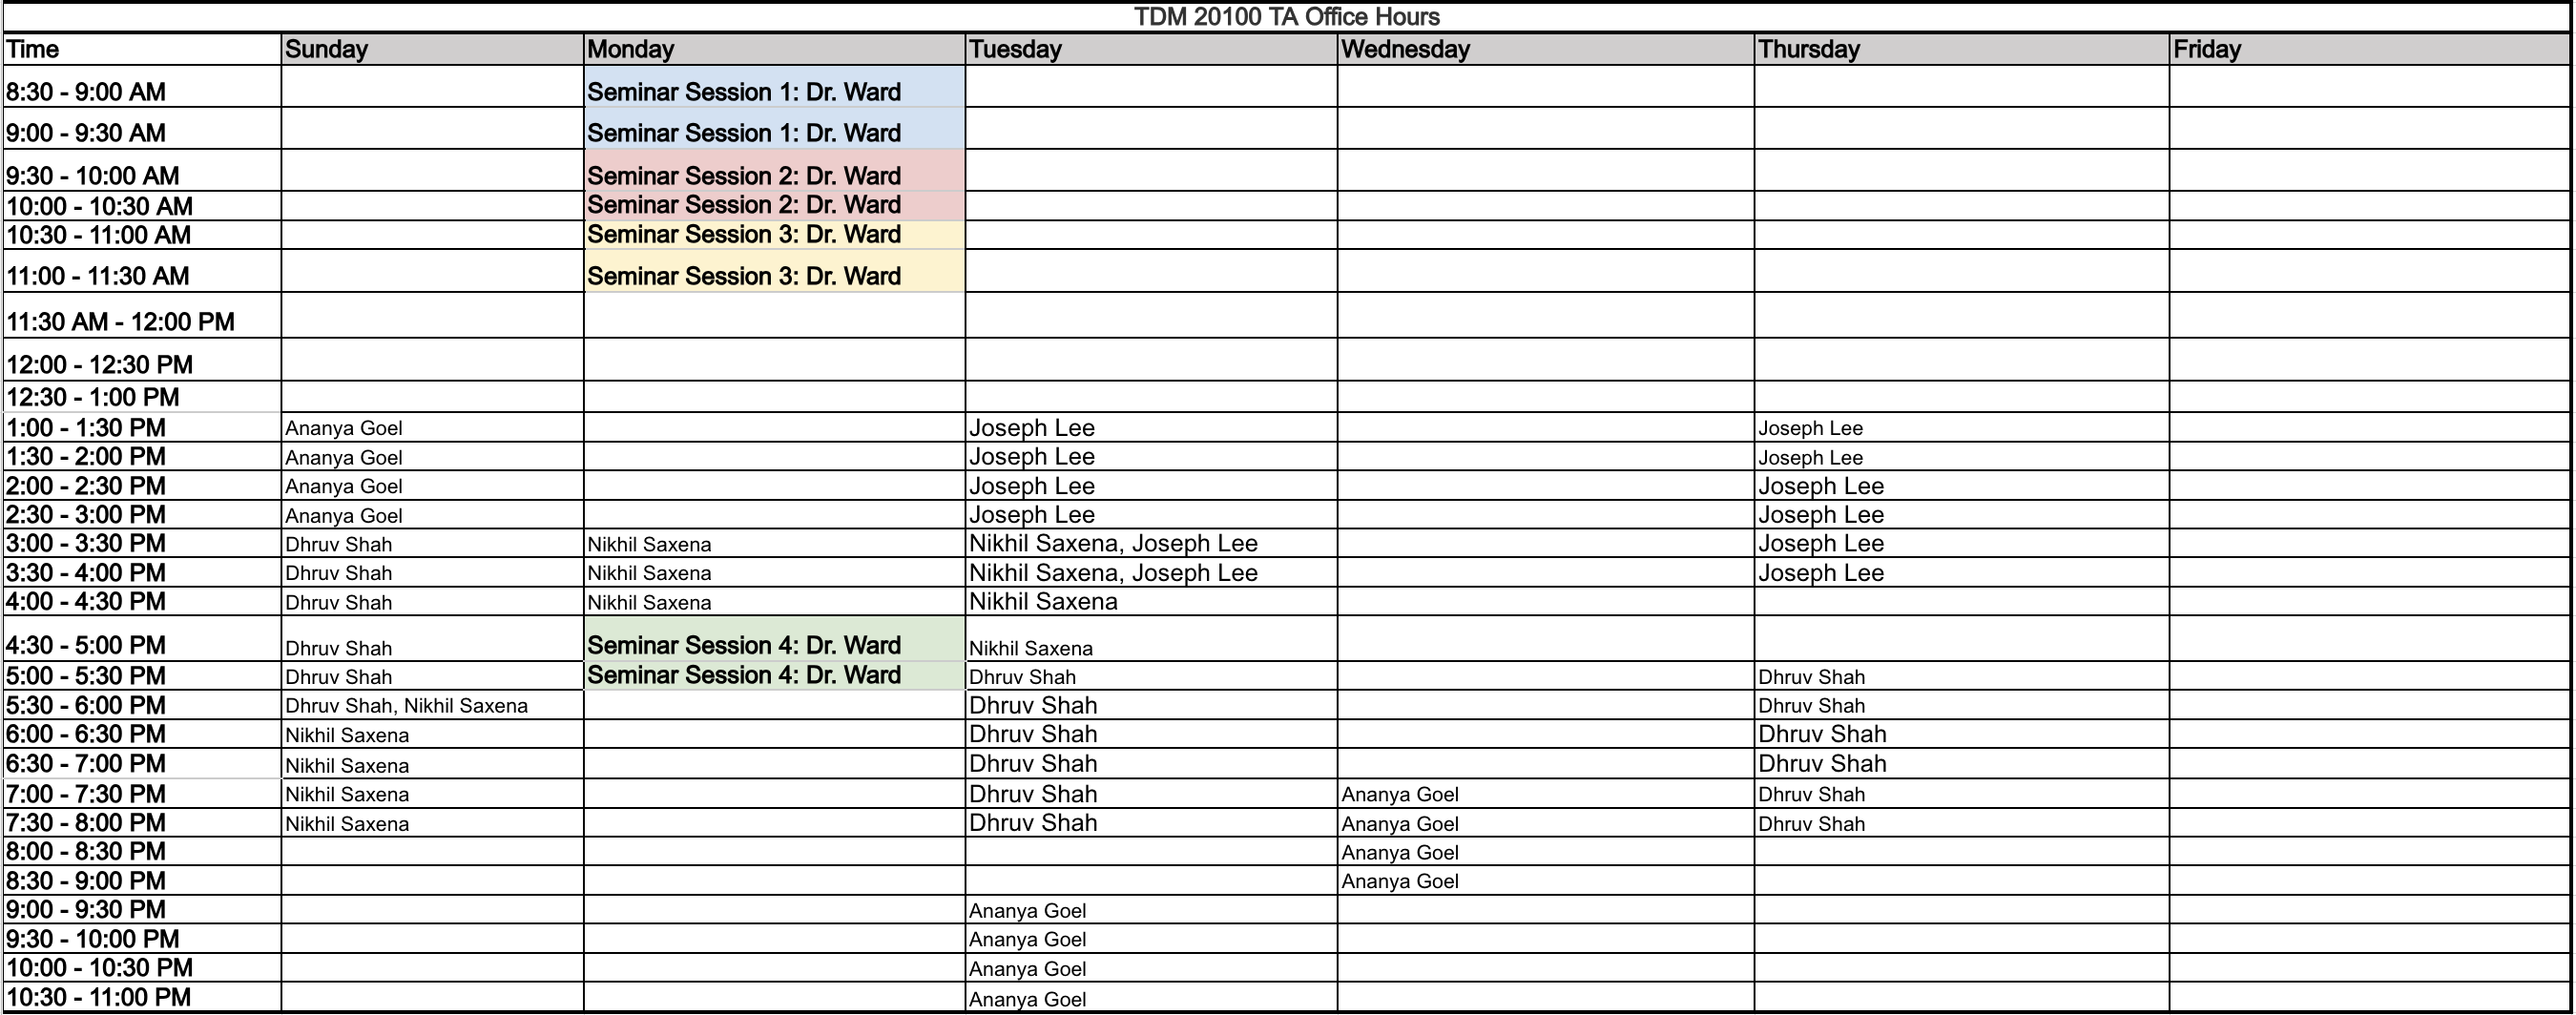 TDM 20100 TA Office Hours
Time Sunday Monday Tuesday Wednesday Thursday Friday
8:30 - 9:00 AM Seminar Session 1: Dr. Ward
9:00 - 9:30 AM Seminar Session 1: Dr. Ward
9:30 - 10:00 AM Seminar Session 2: Dr. Ward
10:00 - 10:30 AM Seminar Session 2: Dr. Ward
10:30 - 11:00 AM Seminar Session 3: Dr. Ward
11:00 - 11:30 AM Seminar Session 3: Dr. Ward
11:30 AM - 12:00 PM
12:00 - 12:30 PM
12:30 - 1:00 PM
1:00 - 1:30 PM Ananya Goel Joseph Lee Joseph Lee
1:30 - 2:00 PM Ananya Goel Joseph Lee Joseph Lee
2:00 - 2:30 PM Ananya Goel Joseph Lee Joseph Lee
2:30 - 3:00 PM Ananya Goel Joseph Lee Joseph Lee
3:00 - 3:30 PM Dhruv Shah Nikhil Saxena Nikhil Saxena, Joseph Lee Joseph Lee
3:30 - 4:00 PM Dhruv Shah Nikhil Saxena Nikhil Saxena, Joseph Lee Joseph Lee
4:00 - 4:30 PM Dhruv Shah Nikhil Saxena Nikhil Saxena
4:30 - 5:00 PM Dhruv Shah Seminar Session 4: Dr. Ward Nikhil Saxena
5:00 - 5:30 PM Dhruv Shah Seminar Session 4: Dr. Ward Dhruv Shah Dhruv Shah
5:30 - 6:00 PM Dhruv Shah, Nikhil Saxena Dhruv Shah Dhruv Shah
6:00 - 6:30 PM Nikhil Saxena Dhruv Shah Dhruv Shah
6:30 - 7:00 PM Nikhil Saxena Dhruv Shah Dhruv Shah
7:00 - 7:30 PM Nikhil Saxena Dhruv Shah Ananya Goel Dhruv Shah
7:30 - 8:00 PM Nikhil Saxena Dhruv Shah Ananya Goel Dhruv Shah
8:00 - 8:30 PM Ananya Goel
8:30 - 9:00 PM Ananya Goel
9:00 - 9:30 PM Ananya Goel
9:30 - 10:00 PM Ananya Goel
10:00 - 10:30 PM Ananya Goel
10:30 - 11:00 PM Ananya Goel